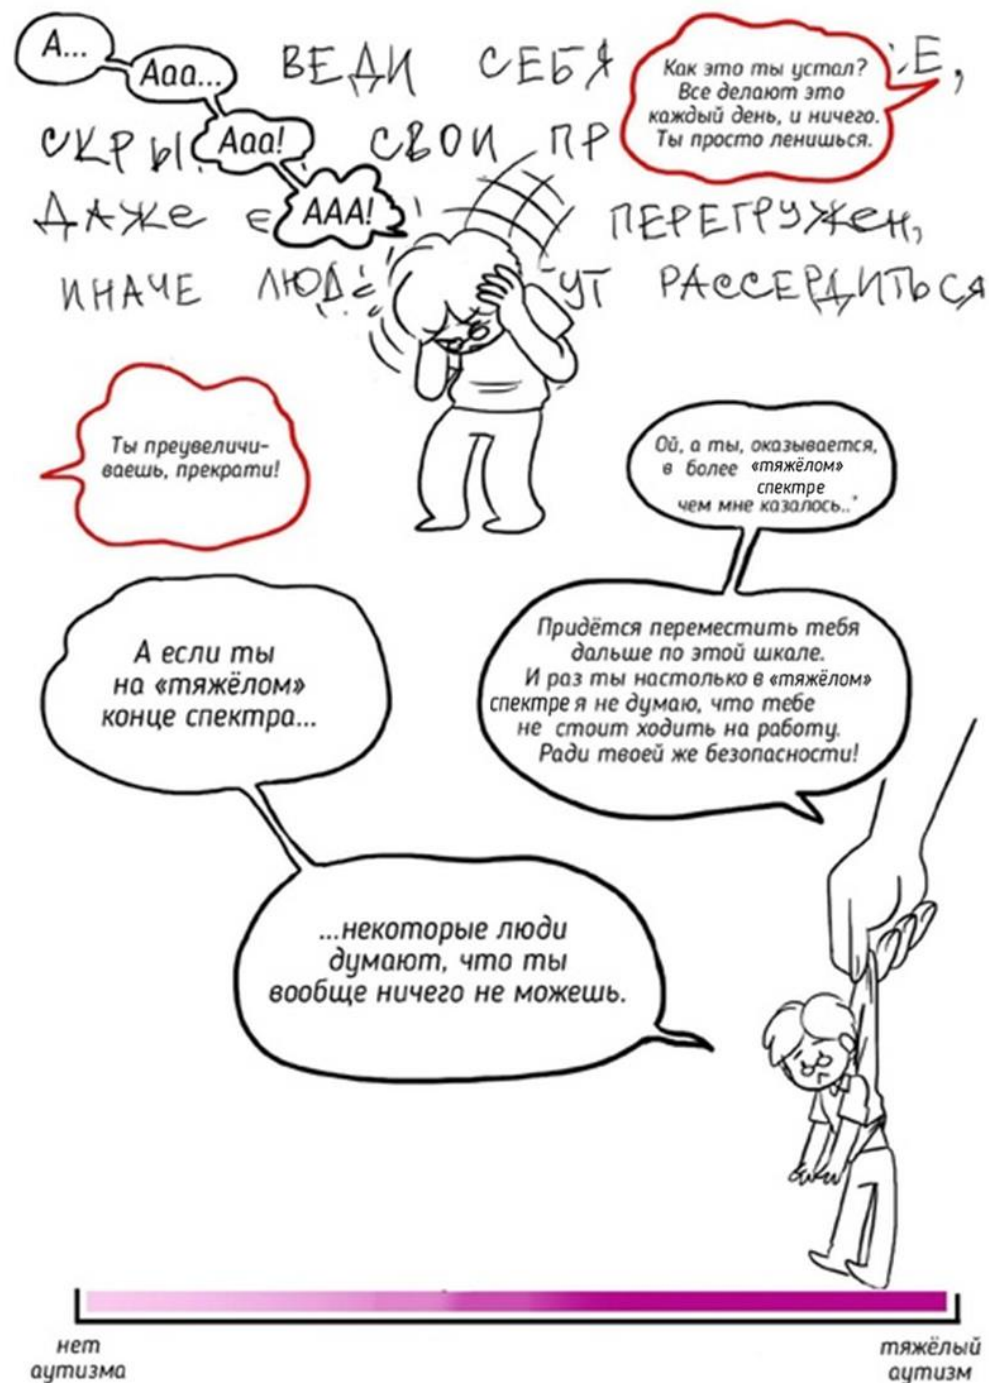 А...
Ааа...
Ааа!
ААА!
ВЕДИ СЕБЯ
СВОИ
ДАЖЕ ПЕРЕГРУЖЕН,
ИНАЧЕ РАССЕРДИТЬСЯ
Как это ты устал?
Все делают это
каждый день, и ничего.
Ты просто ленишься.
Ты преувеличи-
ваешь, прекрати!
Ой, а ты, оказывается,
в более «тяжёлом»
спектре
чем мне казалось.."
Придётся переместить тебя
дальше по этой шкале.
И раз ты настолько в «тяжёлом»
спектре я не думаю, что тебе
не стоит ходить на работу.
Ради твоей же безопасности!
А если ты
на «тяжёлом»
конце спектра...
...некоторые люди
думают, что ты
вообще ничего не можешь.
нет
аутизма
тяжёлый
аутизм